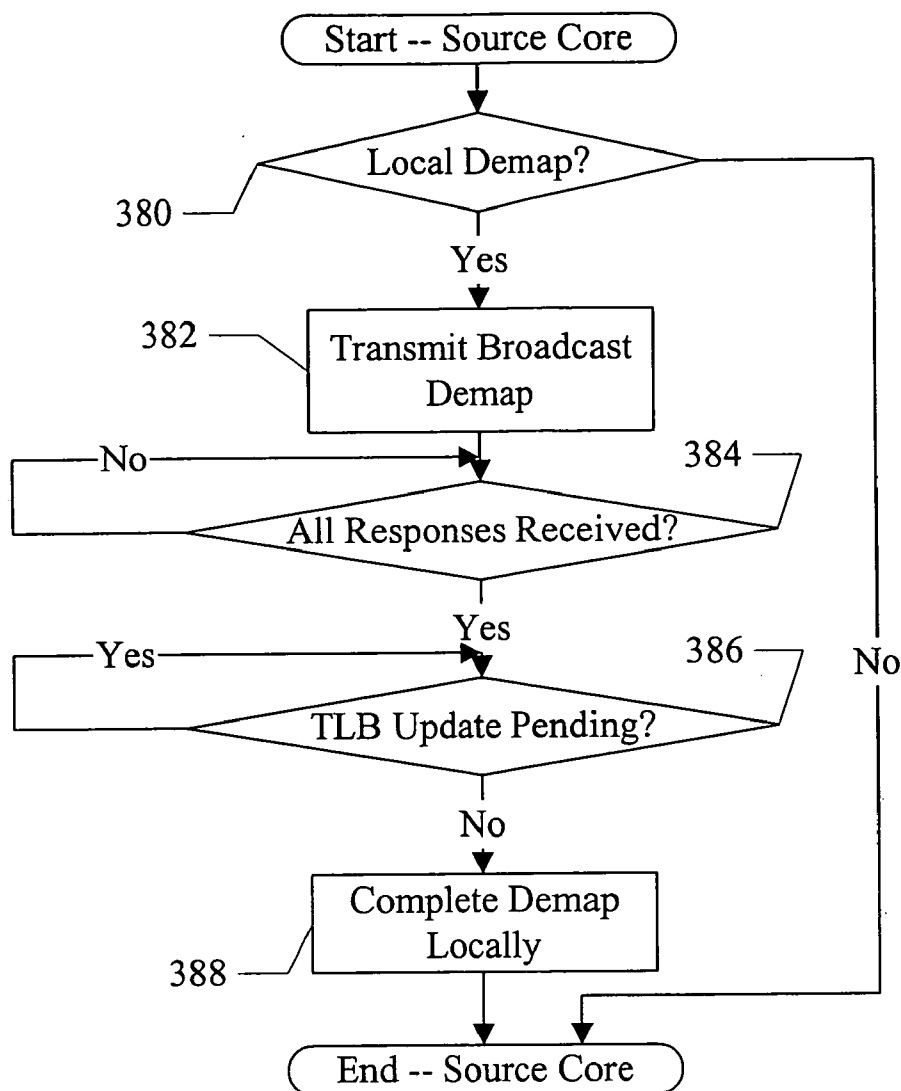 Start -- Source Core
Local Demap?
380
Yes
382
Transmit Broadcast
Demap
No
384
All Responses Received?
Yes
Yes
386
No
TLB Update Pending?
No
Complete Demap
Locally
388
End -- Source Core